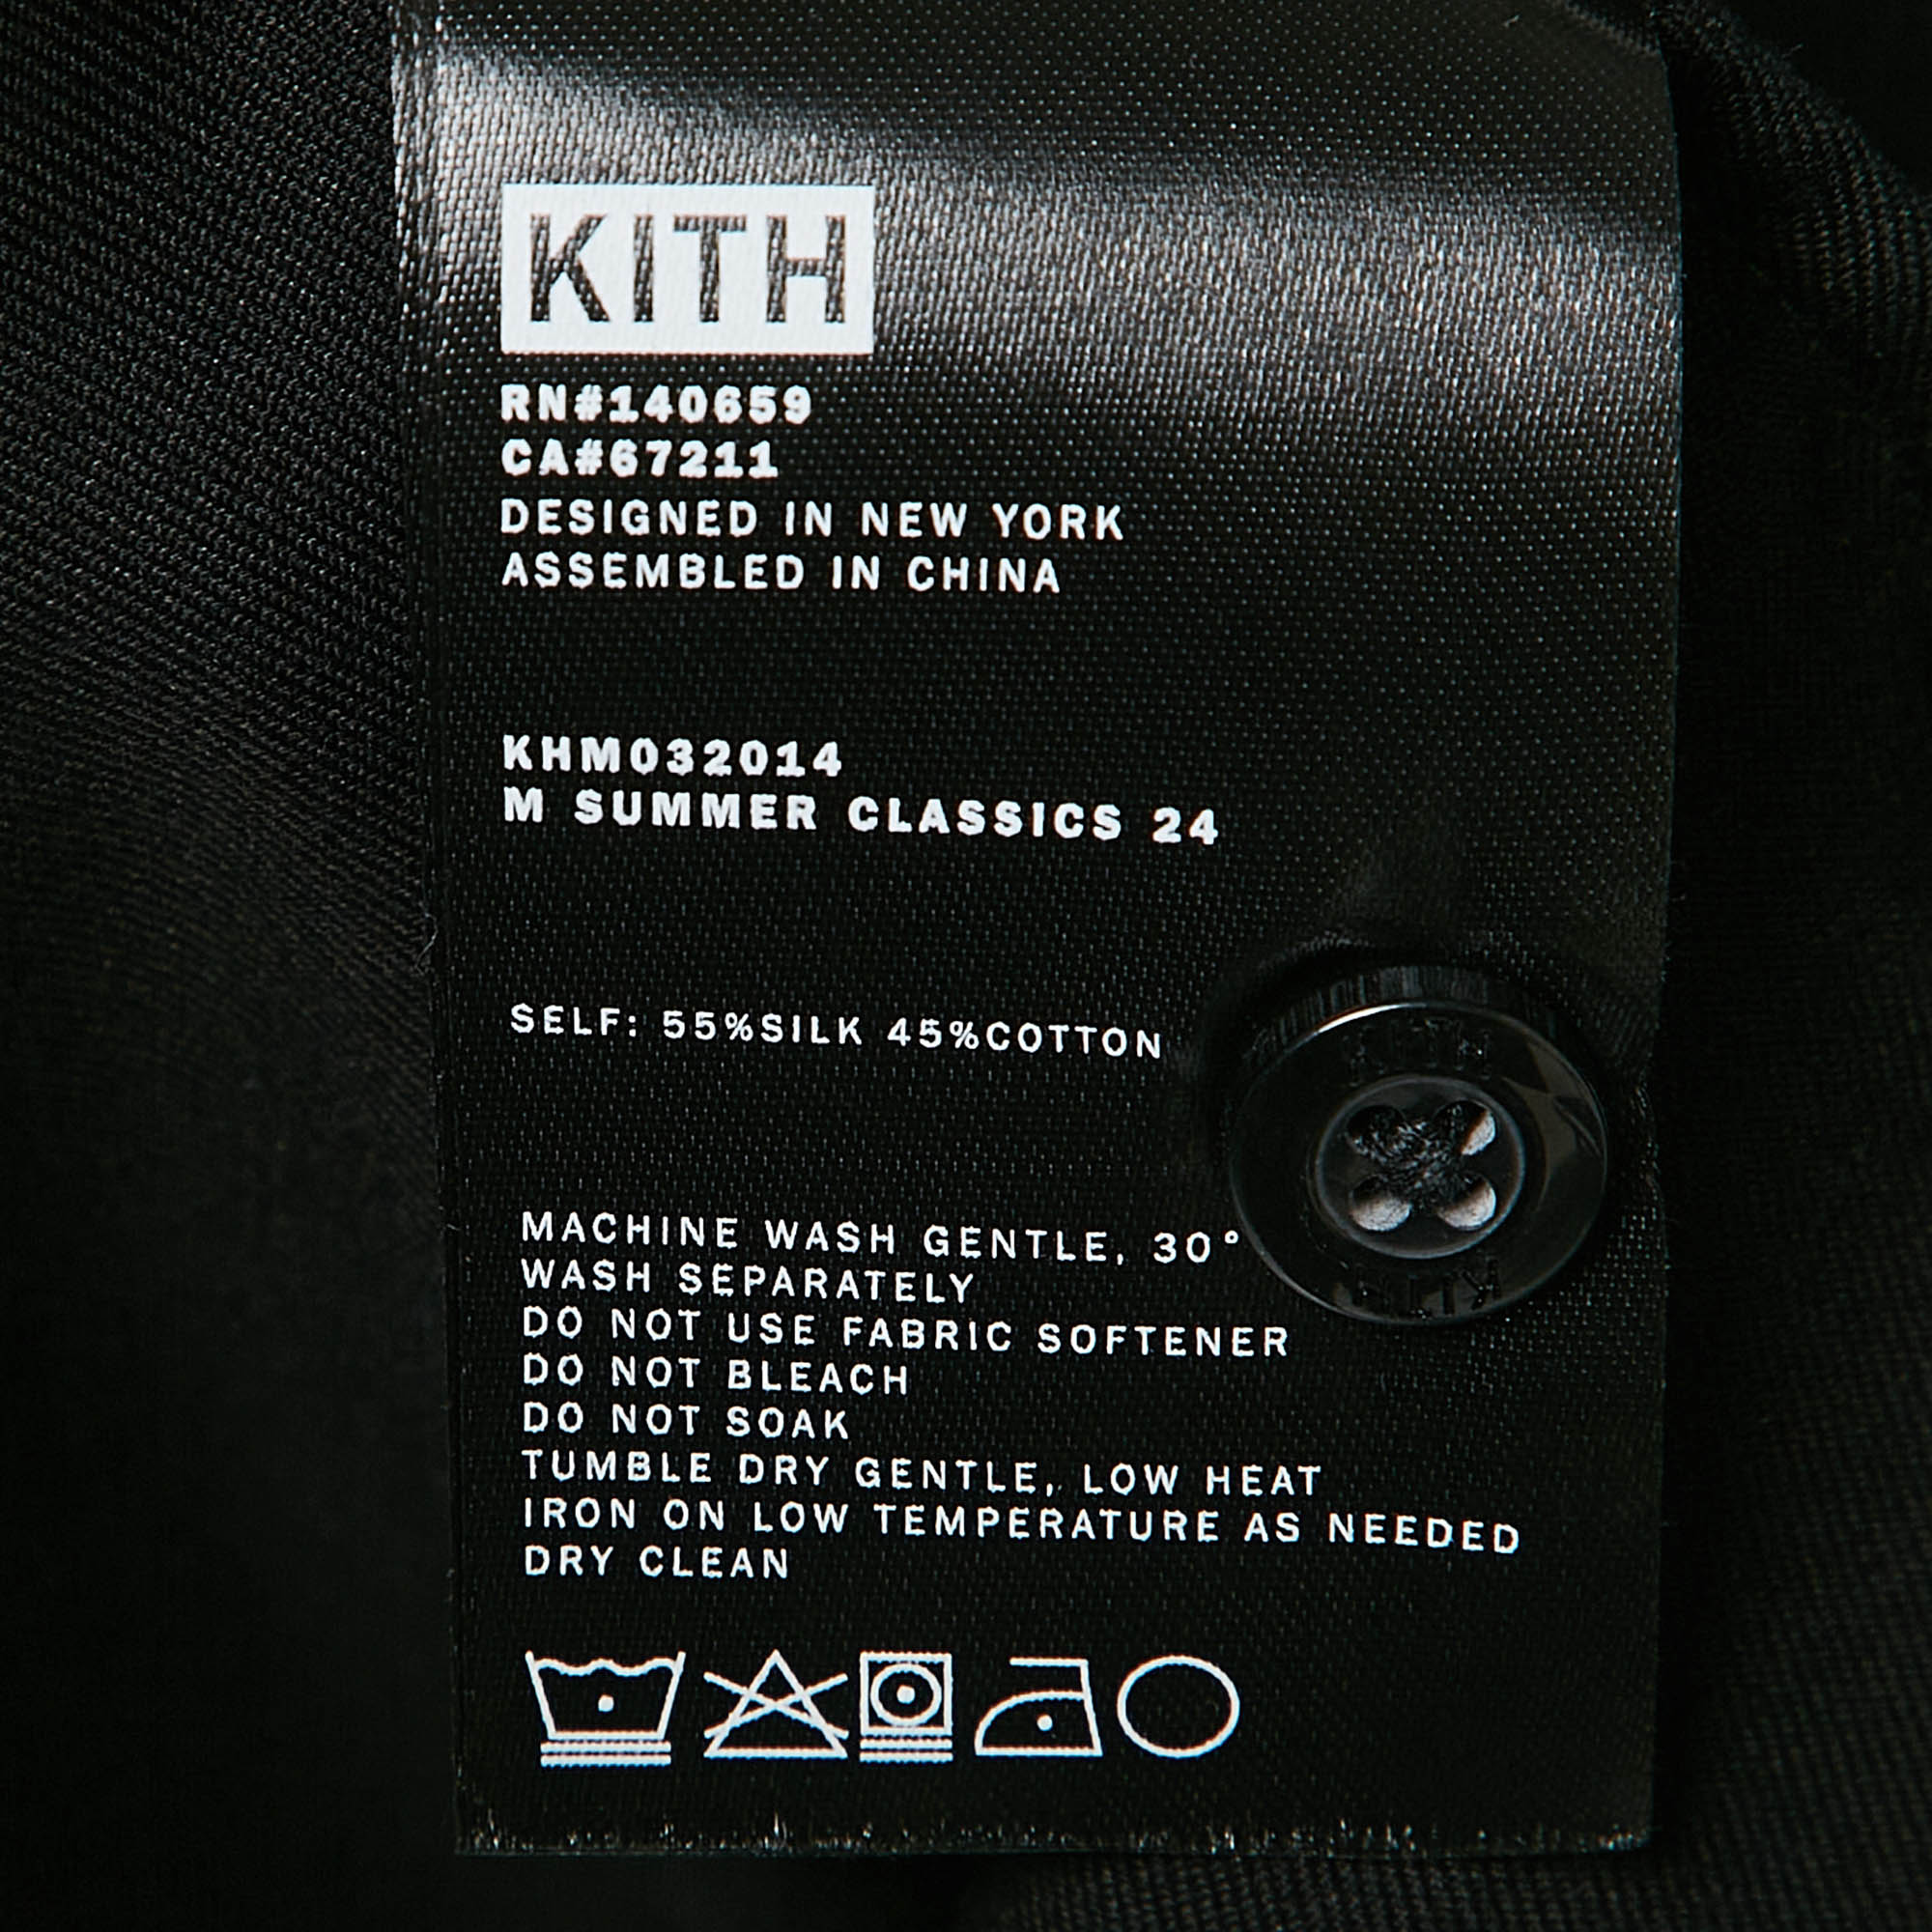 KITH
RN#140659
CA#67211
DESIGNED IN NEW YORK
ASSEMBLED IN CHINA
KHM032014
M SUMMER CLASSICS 24
SELF: 55%SILK 45%COTTON
KITH
KITH
MACHINE WASH GENTLE, 30°
WASH SEPARATELY
DO NOT USE FABRIC SOFTENER
DO NOT BLEACH
DO NOT SOAK
TUMBLE DRY GENTLE, LOW HEAT
IRON ON LOW TEMPERATURE AS NEEDED
DRY CLEAN